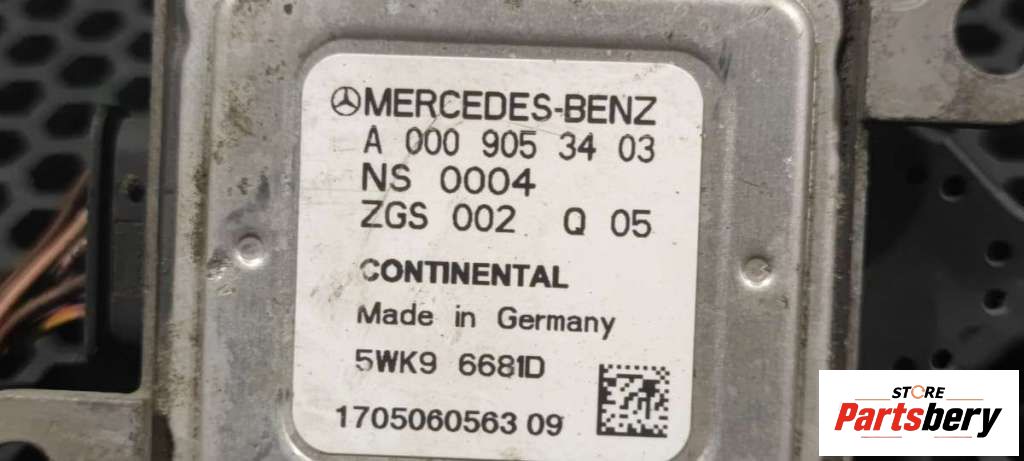 MERCEDES-BENZ
A 000 905 34 03
NS 0004
ZGS 002 Q 05
CONTINENTAL
Made in Germany
5WK9 6681D
1705060563 09
STORE
Partsbery